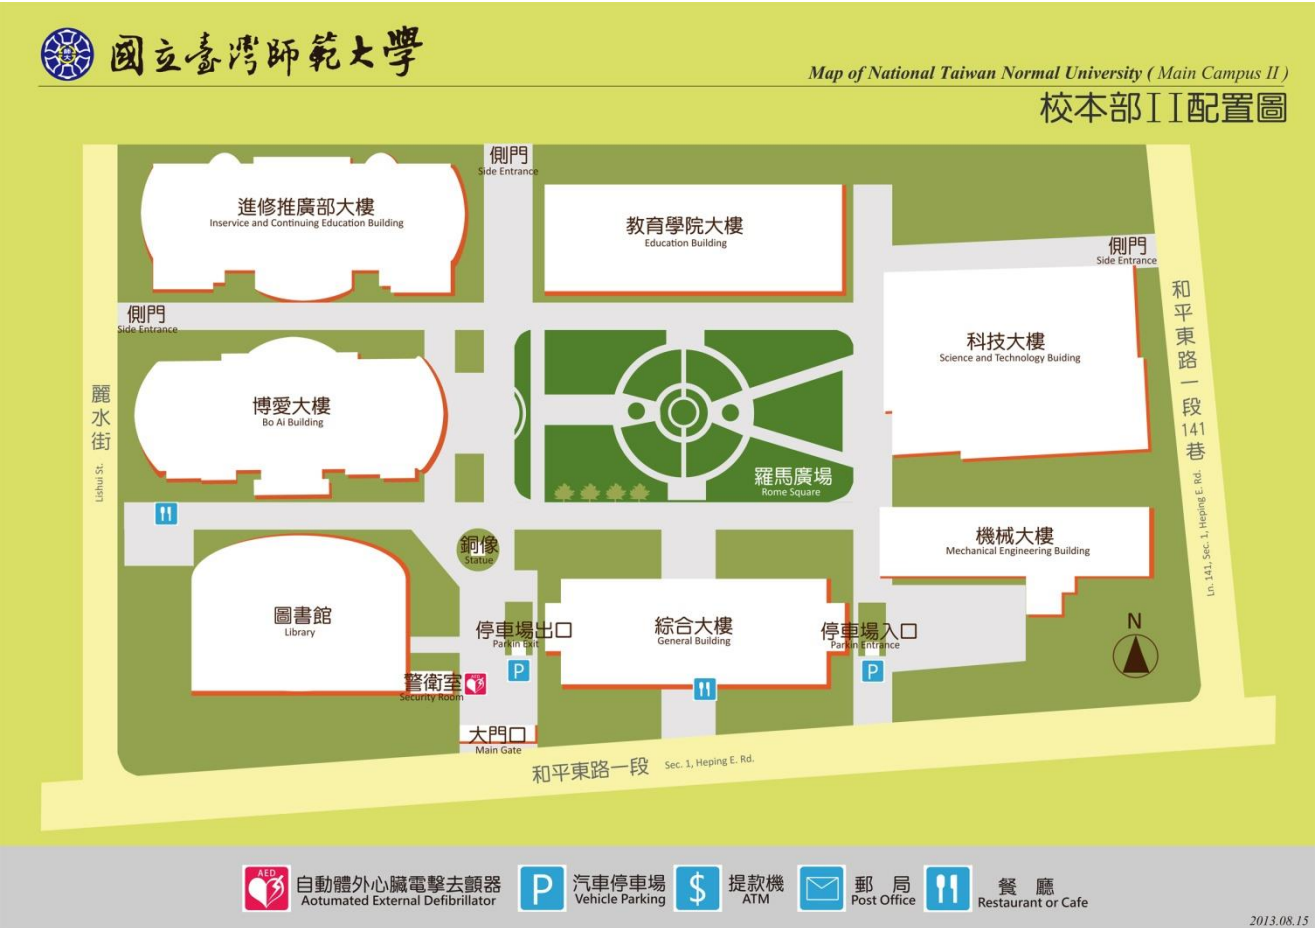 國立臺灣師範大學
Map of National Taiwan Normal University ( Main Campus II )
校本部II配置圖
側門
Side Entrance
進修推廣部大樓
Inservice and Continuing Education Building
教育學院大樓
Education Building
側門
Side Entrance
側門
Side Entrance
和平東路一段141巷
Ln. 141, Sec. 1, Heping E. Rd.
科技大樓
Science and Technology Buiding
麗水街
Lishui St.
博愛大樓
Bo Ai Building
羅馬廣場
Rome Square
銅像
Statue
機械大樓
Mechanical Engineering Building
圖書館
Library
停車場出口
Parkin Exit
P
綜合大樓
General Building
停車場入口
Parkin Entrance
P
N
警衛室
Security Room
AED
大門口
Main Gate
和平東路一段 Sec. 1, Heping E. Rd.
AED
自動體外心臟電擊去顫器
Aotumated External Defibrillator
P
汽車停車場
Vehicle Parking
$
提款機
ATM
郵 局
Post Office
餐 廳
Restaurant or Cafe
2013.08.15